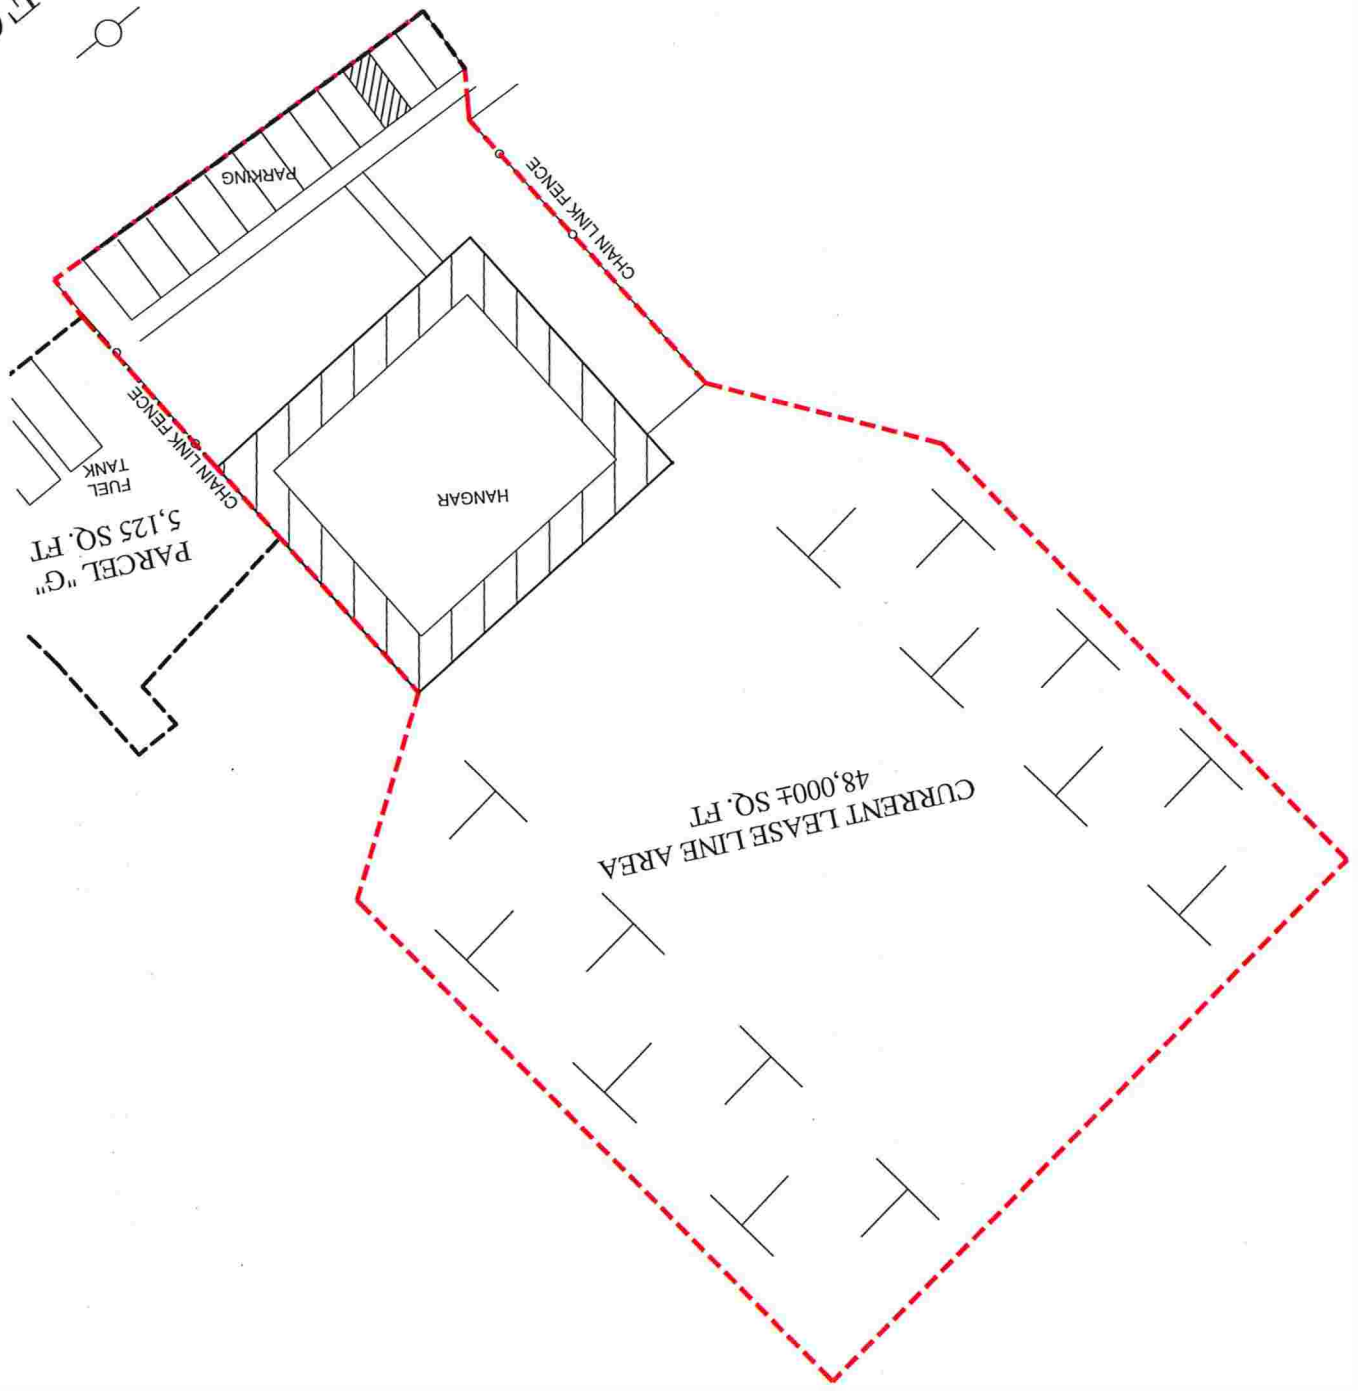 CURRENT LEASE LINE AREA
48,000± SQ. FT
PARCEL "G"
5,125 SQ. FT
FUEL
TANK
HANGAR
CHAIN LINK FENCE
CHAIN LINK FENCE
PARKING